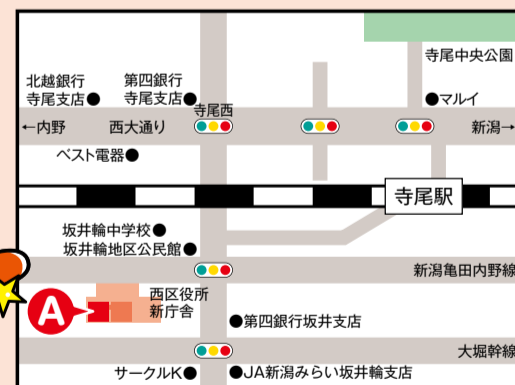 寺尾中央公園
北越銀行
寺尾支店
第四銀行
寺尾支店
マルイ
寺尾西
←内野
西大通り
新潟→
ベスト電器
寺尾駅
坂井輪中学校
坂井輪地区公民館
新潟亀田内野線
A
西区役所
新庁舎
第四銀行坂井支店
大堀幹線
サークルK
JA新潟みらい坂井輪支店